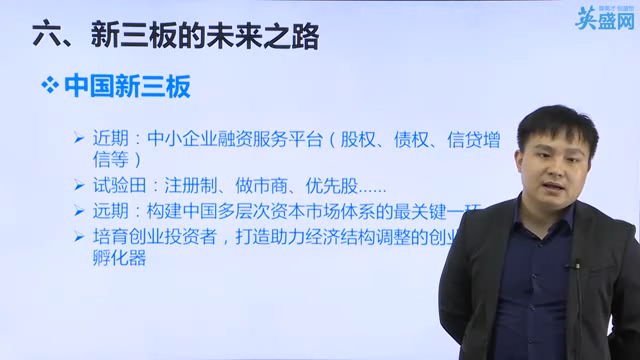 六、新三板的未来之路
英盛网
中国新三板
近期：中小企业融资服务平台（股权、债权、信贷增
信等）
试验田：注册制、做市商、优先股……
远期：构建中国多层次资本市场体系的最关键一环
培育创业投资者，打造助力经济结构调整的创业
孵化器